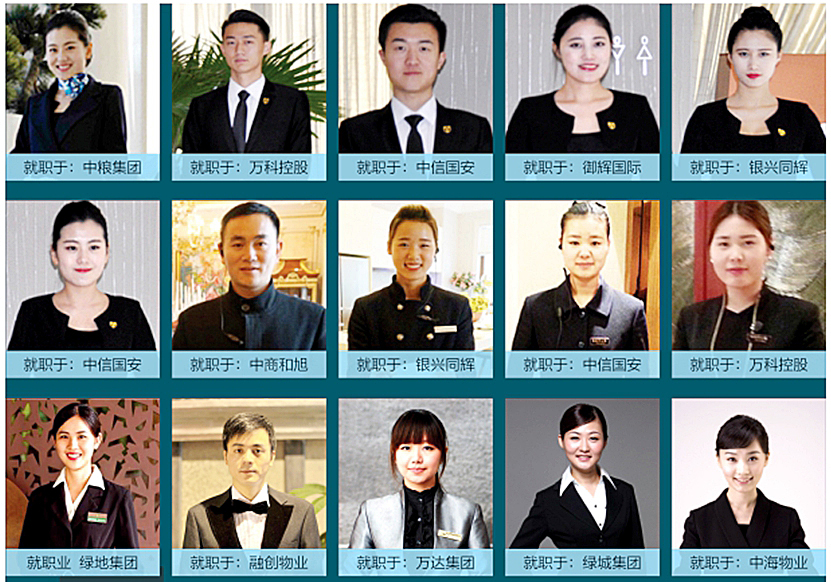 就职于：中粮集团
就职于：万科控股
就职于：中信国安
就职于：御辉国际
就职于：银兴同辉
就职于：中信国安
就职于：中商和旭
就职于：银兴同辉
就职于：中信国安
就职于：万科控股
就职业 绿地集团
就职于：融创物业
就职于：万达集团
就职于：绿城集团
就职于：中海物业